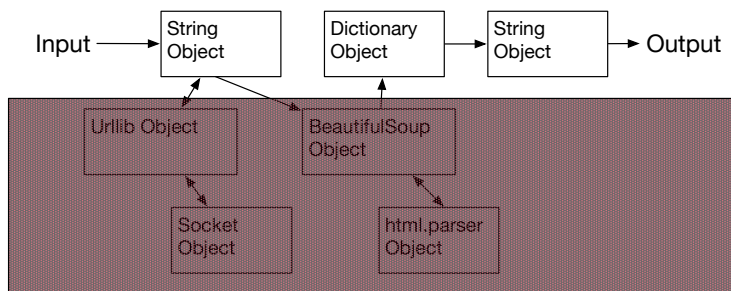 Input
String
Object
Dictionary
Object
String
Object
Output
Urllib Object
BeautifulSoup
Object
Socket
Object
html.parser
Object